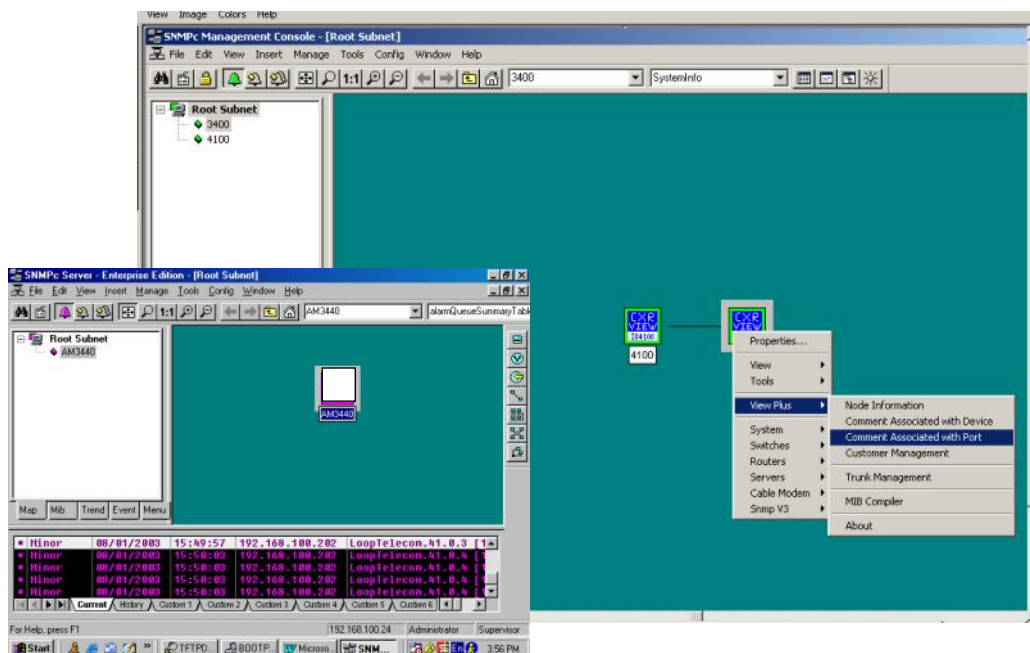 View Image Colors Help
SNMPc Management Console - [Root Subnet]
File Edit View Insert Manage Tools Config Window Help
1:1 3400 SystemInfo
Root Subnet
3400
4100
CXR VIEW
4100
CXR VIEW
Properties...
View
Tools
View Plus
System
Switches
Routers
Servers
Cable Modem
Snmp V3
Node Information
Comment Associated with Device
Comment Associated with Port
Customer Management
Trunk Management
MIB Compiler
About
SNMPc Server - Enterprise Edition - [Root Subnet]
File Edit View Insert Manage Tools Config Window Help
1:1 AM3440 alarmQueueSummaryTabl
Root Subnet
AM3440
AM3440
Map Mib Trend Event Menu
Minor 08/01/2003 15:49:57 192.168.100.202 LoopTelecom.41.0.3 [1
Minor 08/01/2003 15:50:03 192.168.100.202 LoopTelecom.41.0.4 [1
Minor 08/01/2003 15:50:03 192.168.100.202 LoopTelecom.41.0.4 [1
Minor 08/01/2003 15:50:03 192.168.100.202 LoopTelecom.41.0.4 [1
Minor 08/01/2003 15:50:03 192.168.100.202 LoopTelecom.41.0.4 [1
Current History Custom 1 Custom 2 Custom 3 Custom 4 Custom 5 Custom 6
For Help, press F1 192.168.100.24 Administrator Supervisor
Start » TFTPD... BOOTP... Microso... SNM... En 3:56 PM